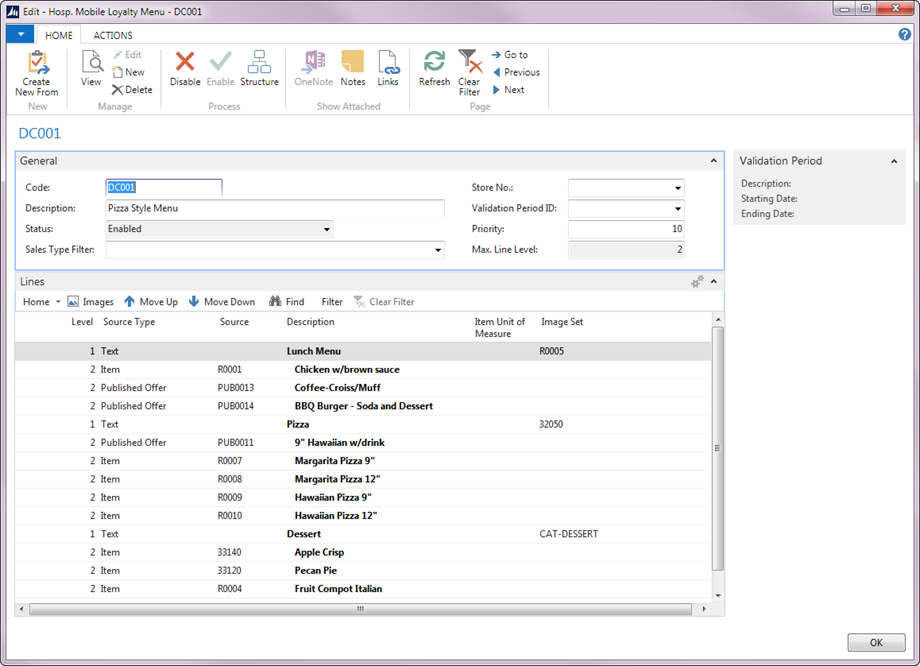 Edit - Hosp. Mobile Loyalty Menu - DC001
HOME ACTIONS
Create New From
View
Edit
New
Delete
Disable Enable Structure
OneNote Notes Links
Refresh Clear Filter
Go to
Previous
Next
New Manage Process Show Attached Page
DC001
General
Code: DC001
Description: Pizza Style Menu
Status: Enabled
Sales Type Filter:
Store No.:
Validation Period ID:
Priority: 10
Max. Line Level: 2
Validation Period
Description:
Starting Date:
Ending Date:
Lines
Home Images Move Up Move Down Find Filter Clear Filter
Level Source Type Source Description Item Unit of Measure Image Set
1 Text Lunch Menu R0005
2 Item R0001 Chicken w/brown sauce
2 Published Offer PUB0013 Coffee-Croiss/Muff
2 Published Offer PUB0014 BBQ Burger - Soda and Dessert
1 Text Pizza 32050
2 Published Offer PUB0011 9" Hawaiian w/drink
2 Item R0007 Margarita Pizza 9"
2 Item R0008 Margarita Pizza 12"
2 Item R0009 Hawaiian Pizza 9"
2 Item R0010 Hawaiian Pizza 12"
1 Text Dessert CAT-DESSERT
2 Item 33140 Apple Crisp
2 Item 33120 Pecan Pie
2 Item R0004 Fruit Compot Italian
OK